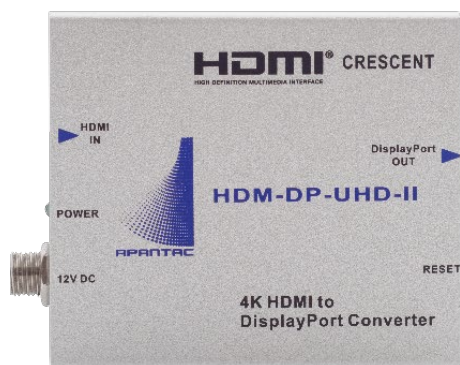 HDMI® CRESCENT
HIGH DEFINITION MULTIMEDIA INTERFACE
HDMI
IN
DisplayPort
OUT
HDM-DP-UHD-II
POWER
APANTAC
12V DC
RESET
4K HDMI to
DisplayPort Converter